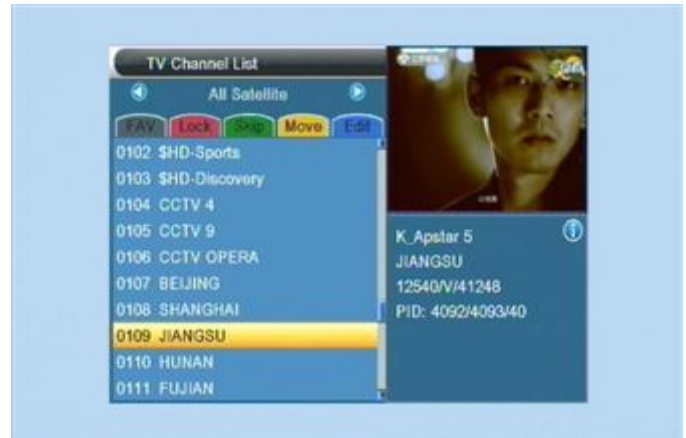 TV Channel List
All Satellite
FAV Lock Skip Move Edit
0102 $HD-Sports
0103 $HD-Discovery
0104 CCTV 4
0105 CCTV 9
0106 CCTV OPERA
0107 BEIJING
0108 SHANGHAI
0109 JIANGSU
0110 HUNAN
0111 FUJIAN
K_Apstar 5
JIANGSU
12540/V/41248
PID: 4092/4093/40